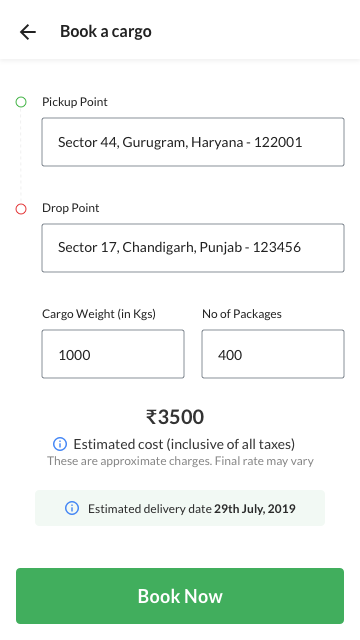 Book a cargo
Pickup Point
Sector 44, Gurugram, Haryana - 122001
Drop Point
Sector 17, Chandigarh, Punjab - 123456
Cargo Weight (in Kgs)
No of Packages
1000
400
₹3500
Estimated cost (inclusive of all taxes)
These are approximate charges. Final rate may vary
Estimated delivery date 29th July, 2019
Book Now